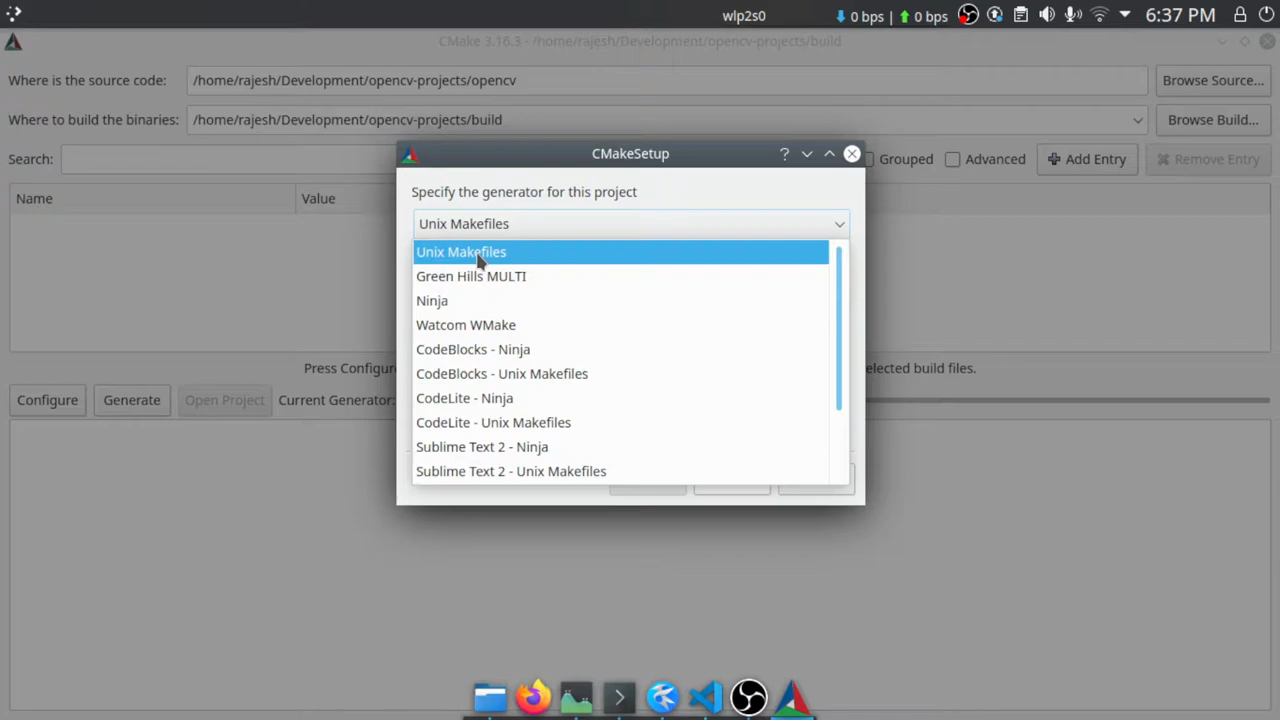 wlp2s0
0 bps | 0 bps
6:37 PM
CMake 3.16.3 - /home/rajesh/Development/opencv-projects/build
Where is the source code: /home/rajesh/Development/opencv-projects/opencv Browse Source...
Where to build the binaries: /home/rajesh/Development/opencv-projects/build Browse Build...
Search: Grouped Advanced Add Entry Remove Entry
Name Value
CMakeSetup
Specify the generator for this project
Unix Makefiles
Unix Makefiles
Green Hills MULTI
Ninja
Watcom WMake
CodeBlocks - Ninja
CodeBlocks - Unix Makefiles
CodeLite - Ninja
CodeLite - Unix Makefiles
Sublime Text 2 - Ninja
Sublime Text 2 - Unix Makefiles
Press Configure selected build files.
Configure Generate Open Project Current Generator: